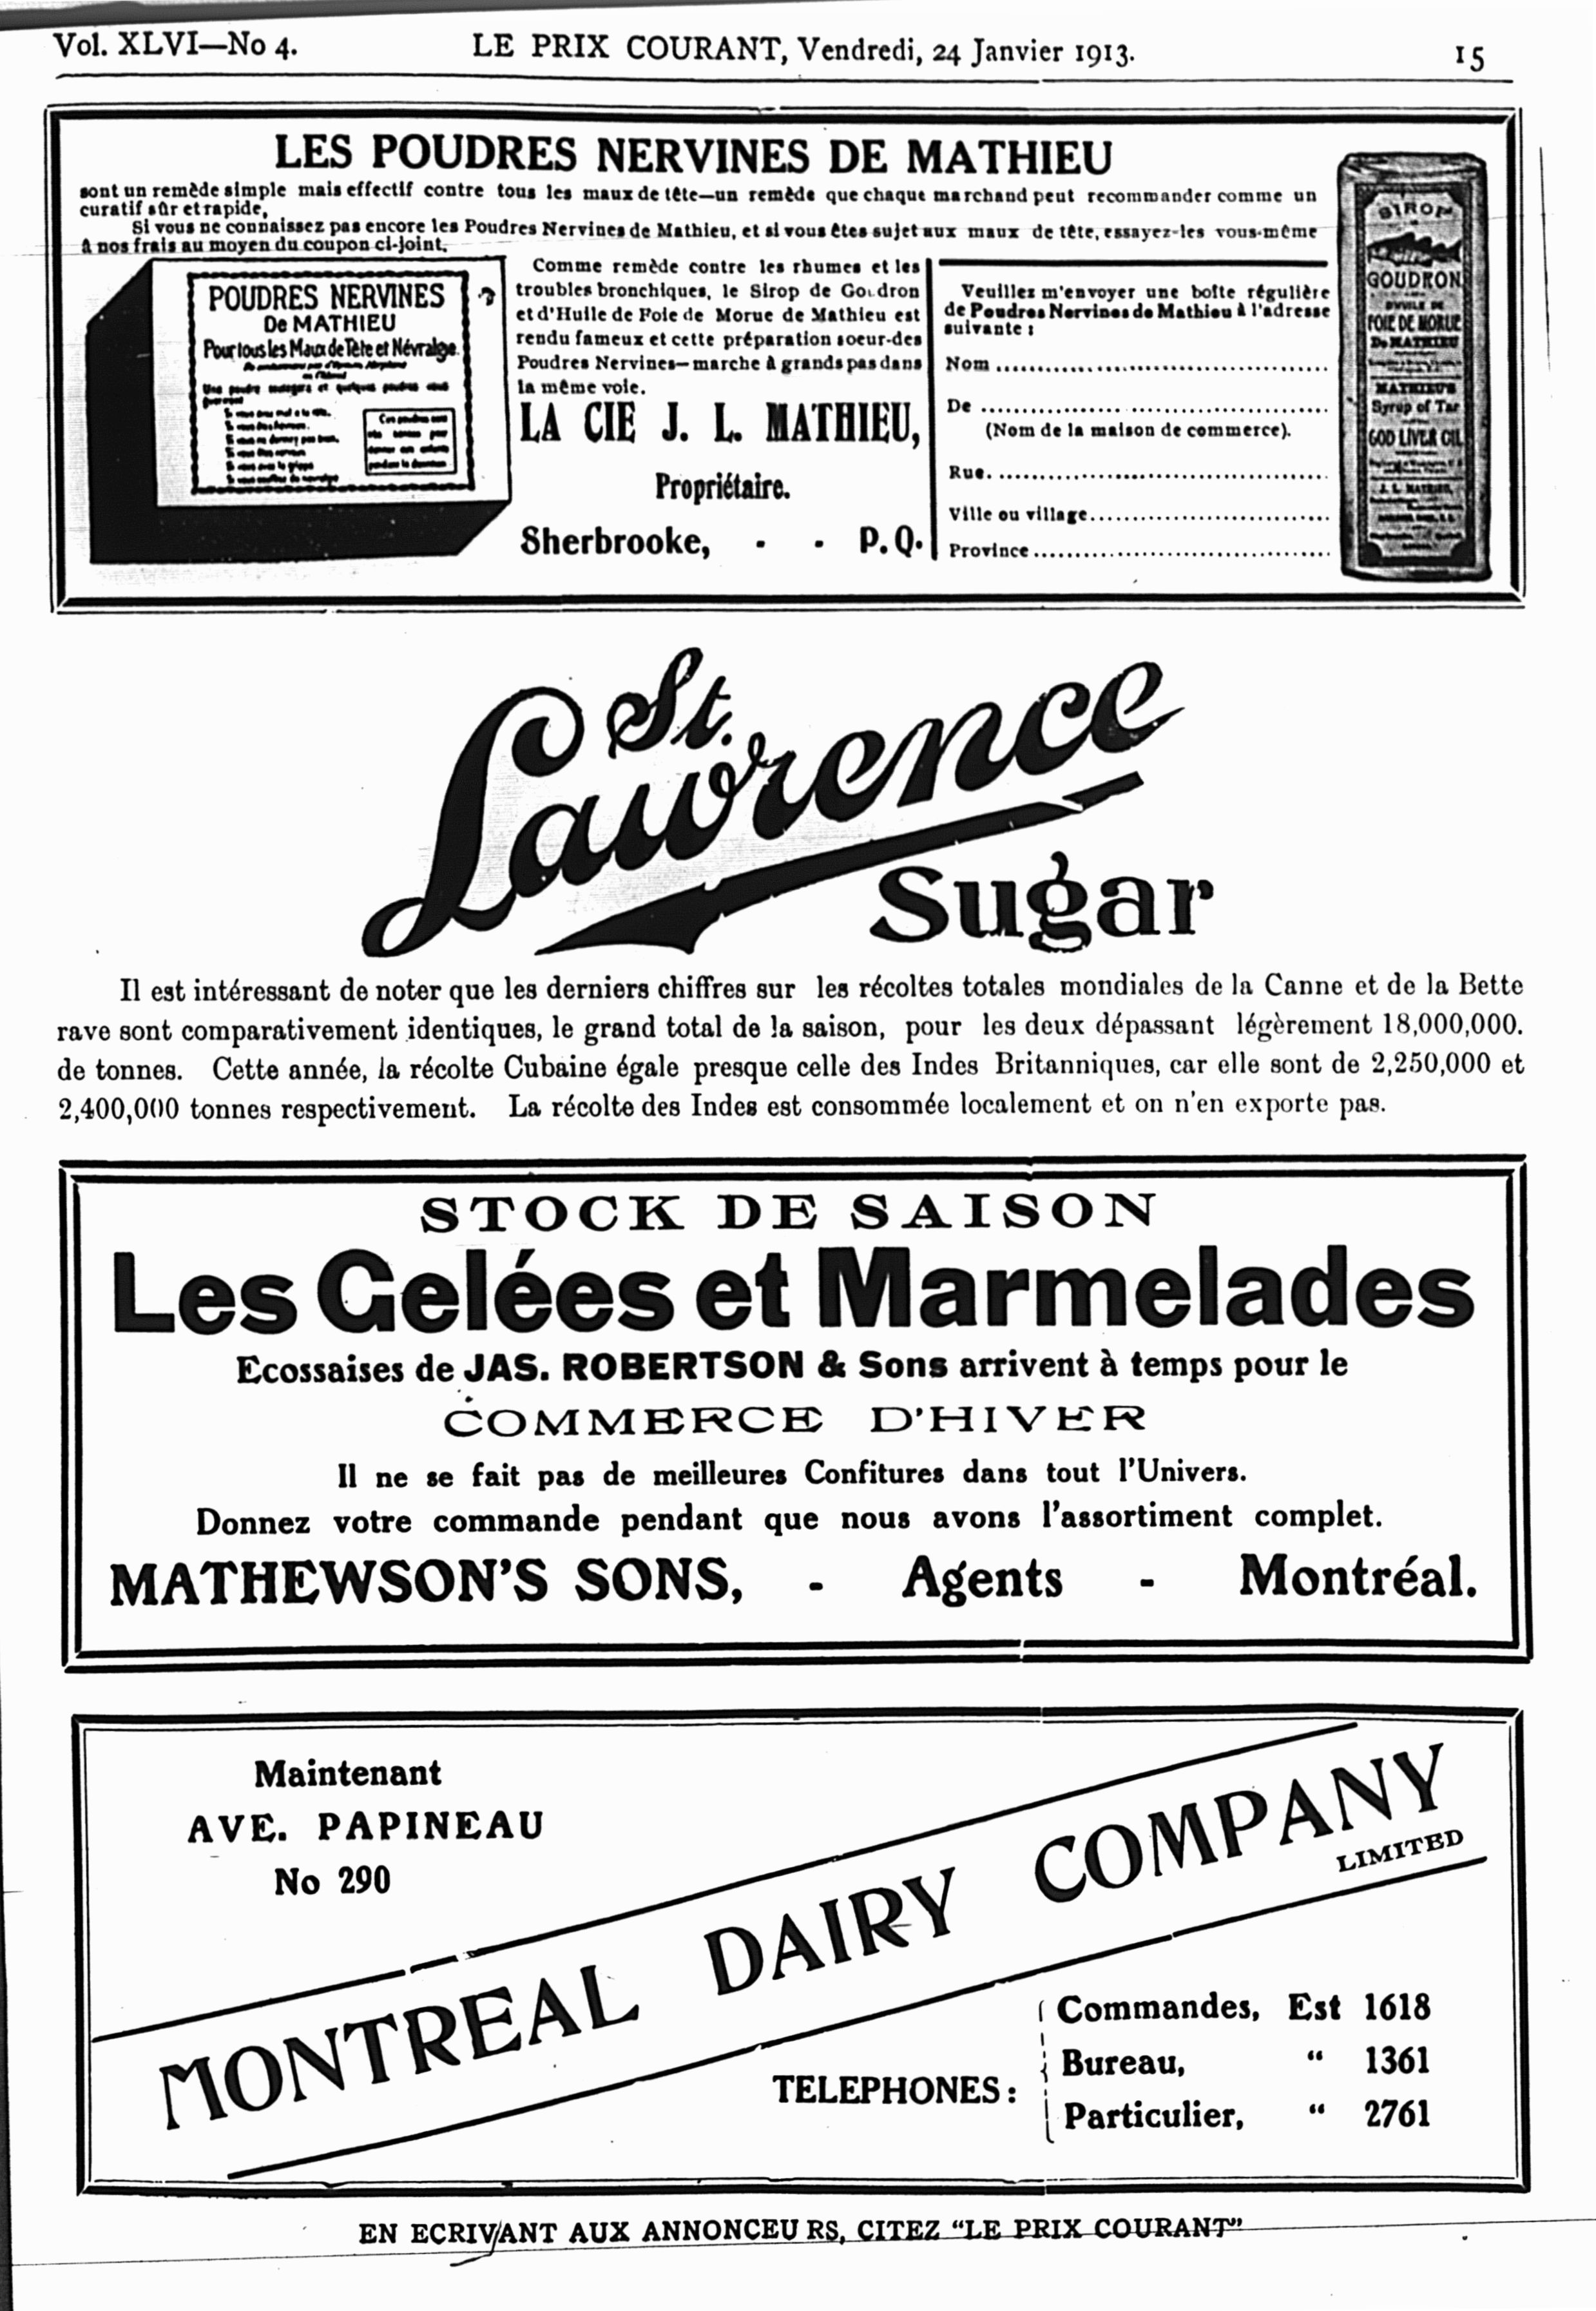 Vol. XLVI—No 4.
LE PRIX COURANT, Vendredi, 24 Janvier 1913.
15
LES POUDRES NERVINES DE MATHIEU
sont un remède simple mais effectif contre tous les maux de tête—un remède que chaque marchand peut recommander comme un
curatif sûr et rapide,
Si vous ne connaissez pas encore les Poudres Nervines de Mathieu, et si vous êtes sujet aux maux de tête, essayez-les vous-même
à nos frais au moyen du coupon ci-joint.
POUDRES NERVINES
De MATHIEU
Pour tous les Maux de Tête et Névralgie
Comme remède contre les rhumes et les
troubles bronchiques, le Sirop de Goudron
et d'Huile de Foie de Morue de Mathieu est
rendu fameux et cette préparation soeur-des
Poudres Nervines—marche à grands pas dans
la même voie.
LA CIE J. L. MATHIEU,
Propriétaire.
Sherbrooke, - - P.Q.
Veuillez m'envoyer une boîte régulière
de Poudres Nervines de Mathieu à l'adresse
suivante :
Nom
De
(Nom de la maison de commerce).
Rue.
Ville ou village
Province
SIROP
GOUDRON
D'HUILE DE
FOIE DE MORUE
De MATHIEU
MATHIEU'S
Syrup of Tar
COD LIVER OIL
J. L. MATHIEU,
St.
Lawrence
Sugar
Il est intéressant de noter que les derniers chiffres sur les récoltes totales mondiales de la Canne et de la Bette
rave sont comparativement identiques, le grand total de la saison, pour les deux dépassant légèrement 18,000,000.
de tonnes. Cette année, la récolte Cubaine égale presque celle des Indes Britanniques, car elle sont de 2,250,000 et
2,400,000 tonnes respectivement. La récolte des Indes est consommée localement et on n'en exporte pas.
STOCK DE SAISON
Les Gelées et Marmelades
Ecossaises de JAS. ROBERTSON & Sons arrivent à temps pour le
COMMERCE D'HIVER
Il ne se fait pas de meilleures Confitures dans tout l'Univers.
Donnez votre commande pendant que nous avons l'assortiment complet.
MATHEWSON'S SONS, - Agents - Montréal.
Maintenant
AVE. PAPINEAU
No 290
MONTREAL DAIRY COMPANY
LIMITED
TELEPHONES:
Commandes, Est 1618
Bureau, “ 1361
Particulier, “ 2761
EN ECRIVANT AUX ANNONCEU RS, CITEZ “LE PRIX COURANT”